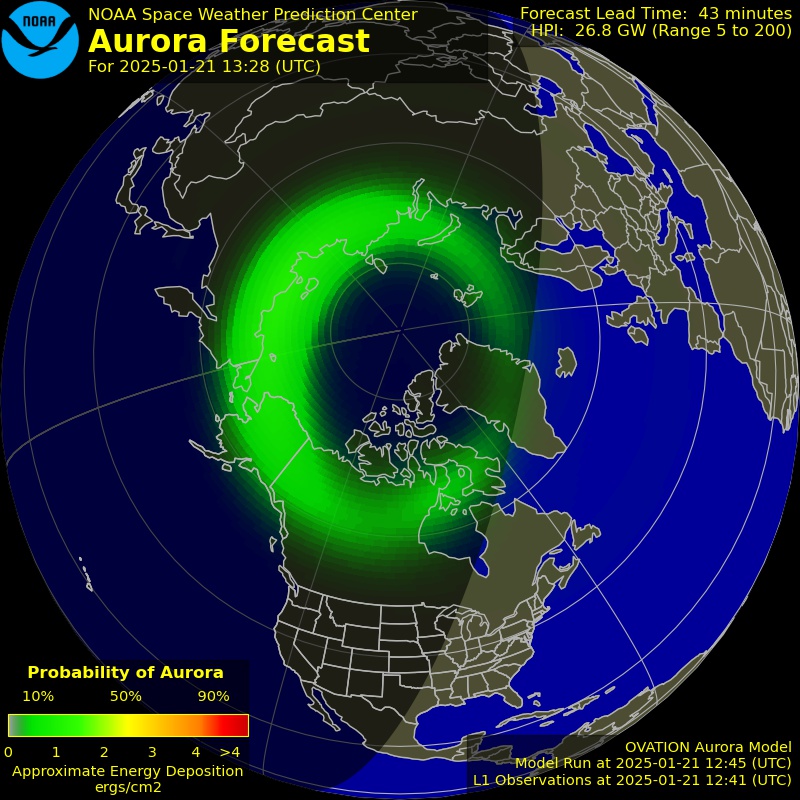 NOAA
NOAA Space Weather Prediction Center
Aurora Forecast
For 2025-01-21 13:28 (UTC)
Forecast Lead Time:  43 minutes
HPI:  26.8 GW (Range 5 to 200)
Probability of Aurora
10% 50% 90%
0 1 2 3 4 >4
Approximate Energy Deposition
ergs/cm2
OVATION Aurora Model
Model Run at 2025-01-21 12:45 (UTC)
L1 Observations at 2025-01-21 12:41 (UTC)